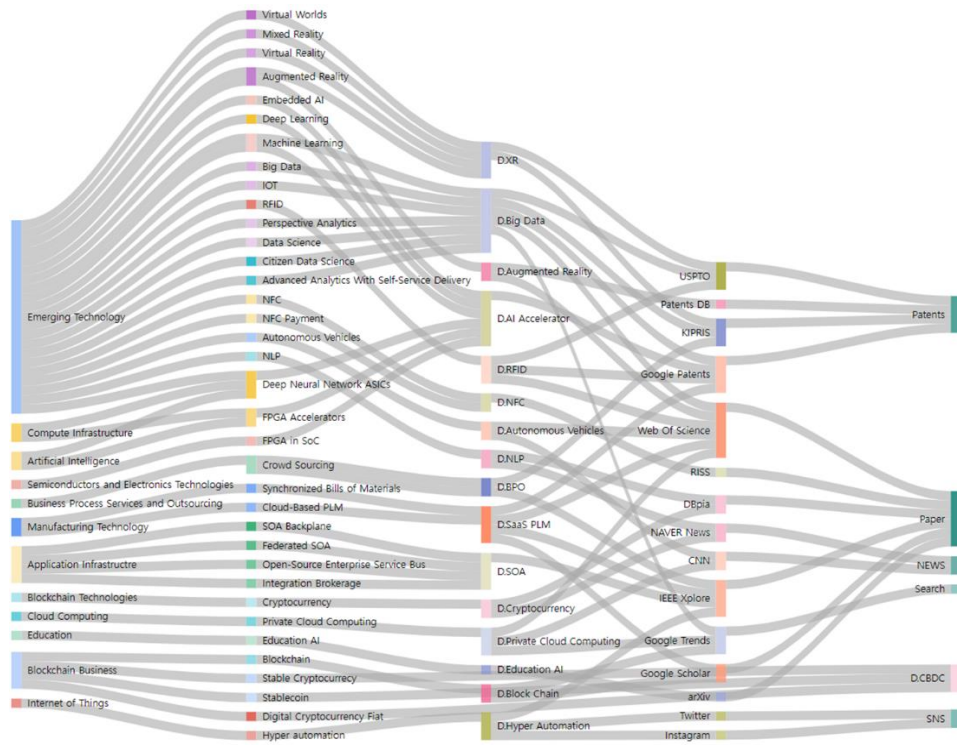 Emerging Technology
Compute Infrastructure
Artificial Intelligence
Semiconductors and Electronics Technologies
Business Process Services and Outsourcing
Manufacturing Technology
Application Infrastructre
Blockchain Technologies
Cloud Computing
Education
Blockchain Business
Internet of Things
Virtual Worlds
Mixed Reality
Virtual Reality
Augmented Reality
Embedded AI
Deep Learning
Machine Learning
Big Data
IOT
RFID
Perspective Analytics
Data Science
Citizen Data Science
Advanced Analytics With Self-Service Delivery
NFC
NFC Payment
Autonomous Vehicles
NLP
Deep Neural Network ASICs
FPGA Accelerators
FPGA in SoC
Crowd Sourcing
Synchronized Bills of Materials
Cloud-Based PLM
SOA Backplane
Federated SOA
Open-Source Enterprise Service Bus
Integration Brokerage
Cryptocurrency
Private Cloud Computing
Education AI
Blockchain
Stable Cryptocurrecy
Stablecoin
Digital Cryptocurrency Fiat
Hyper automation
D.XR
D.Big Data
D.Augmented Reality
D.AI Accelerator
D.RFID
D.NFC
D.Autonomous Vehicles
D.NLP
D.BPO
D.SaaS PLM
D.SOA
D.Cryptocurrency
D.Private Cloud Computing
D.Education AI
D.Block Chain
D.Hyper Automation
USPTO
Patents DB
KIPRIS
Google Patents
Web Of Science
RISS
DBpia
NAVER News
CNN
IEEE Xplore
Google Trends
Google Scholar
arXiv
Twitter
Instagram
Patents
Paper
NEWS
Search
D.CBDC
SNS